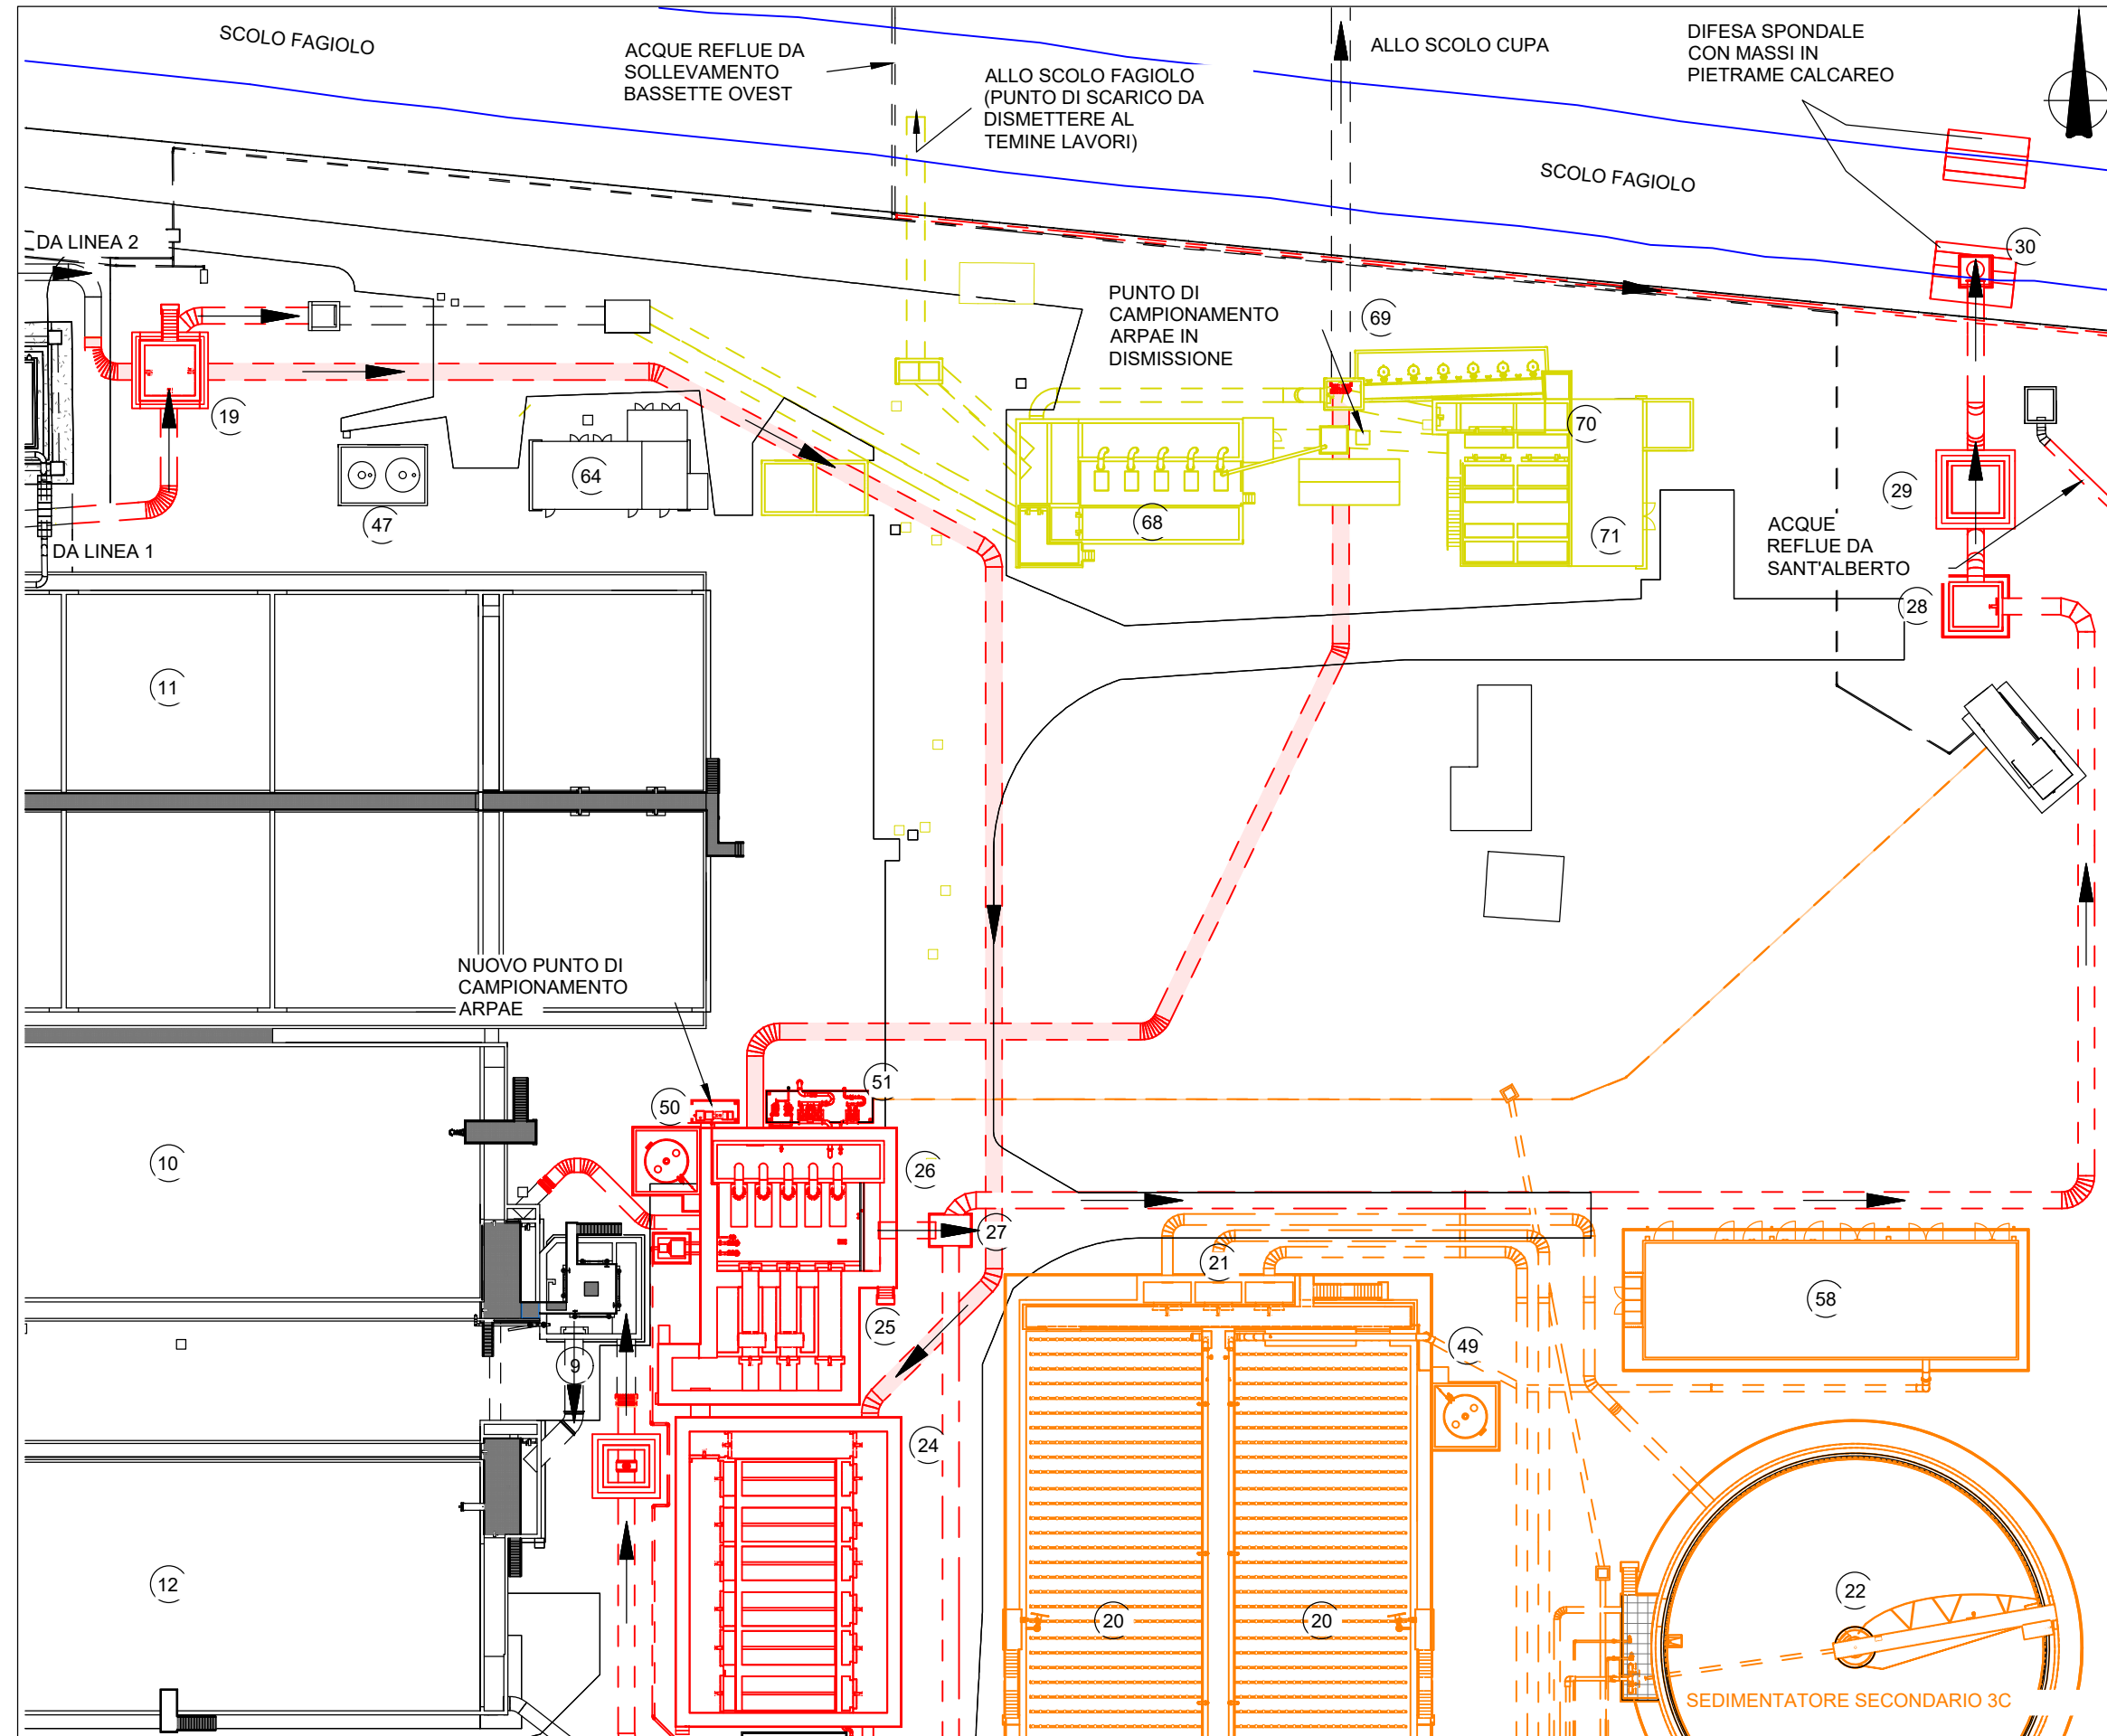 SCOLO FAGIOLO
ACQUE REFLUE DA
SOLLEVAMENTO
BASSETTE OVEST
ALLO SCOLO FAGIOLO
(PUNTO DI SCARICO DA
DISMETTERE AL
TEMINE LAVORI)
ALLO SCOLO CUPA
DIFESA SPONDALE
CON MASSI IN
PIETRAME CALCAREO
SCOLO FAGIOLO
DA LINEA 2
30
PUNTO DI
CAMPIONAMENTO
ARPAE IN
DISMISSIONE
69
19
70
64
47
68
71
29
ACQUE
REFLUE DA
SANT'ALBERTO
DA LINEA 1
28
11
NUOVO PUNTO DI
CAMPIONAMENTO
ARPAE
51
50
10
26
27
21
58
25
49
9
24
12
22
20
20
SEDIMENTATORE SECONDARIO 3C